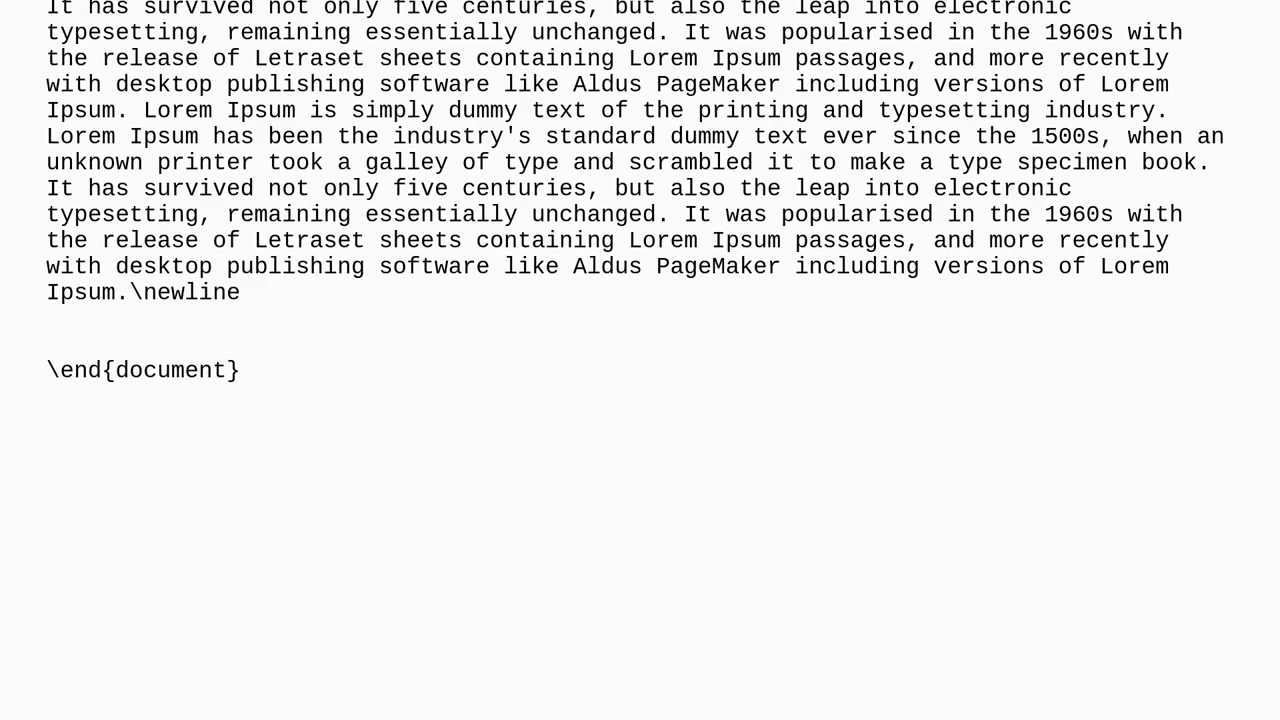 It has survived not only five centuries, but also the leap into electronic
typesetting, remaining essentially unchanged. It was popularised in the 1960s with
the release of Letraset sheets containing Lorem Ipsum passages, and more recently
with desktop publishing software like Aldus PageMaker including versions of Lorem
Ipsum. Lorem Ipsum is simply dummy text of the printing and typesetting industry.
Lorem Ipsum has been the industry's standard dummy text ever since the 1500s, when an
unknown printer took a galley of type and scrambled it to make a type specimen book.
It has survived not only five centuries, but also the leap into electronic
typesetting, remaining essentially unchanged. It was popularised in the 1960s with
the release of Letraset sheets containing Lorem Ipsum passages, and more recently
with desktop publishing software like Aldus PageMaker including versions of Lorem
Ipsum.\newline
\end{document}